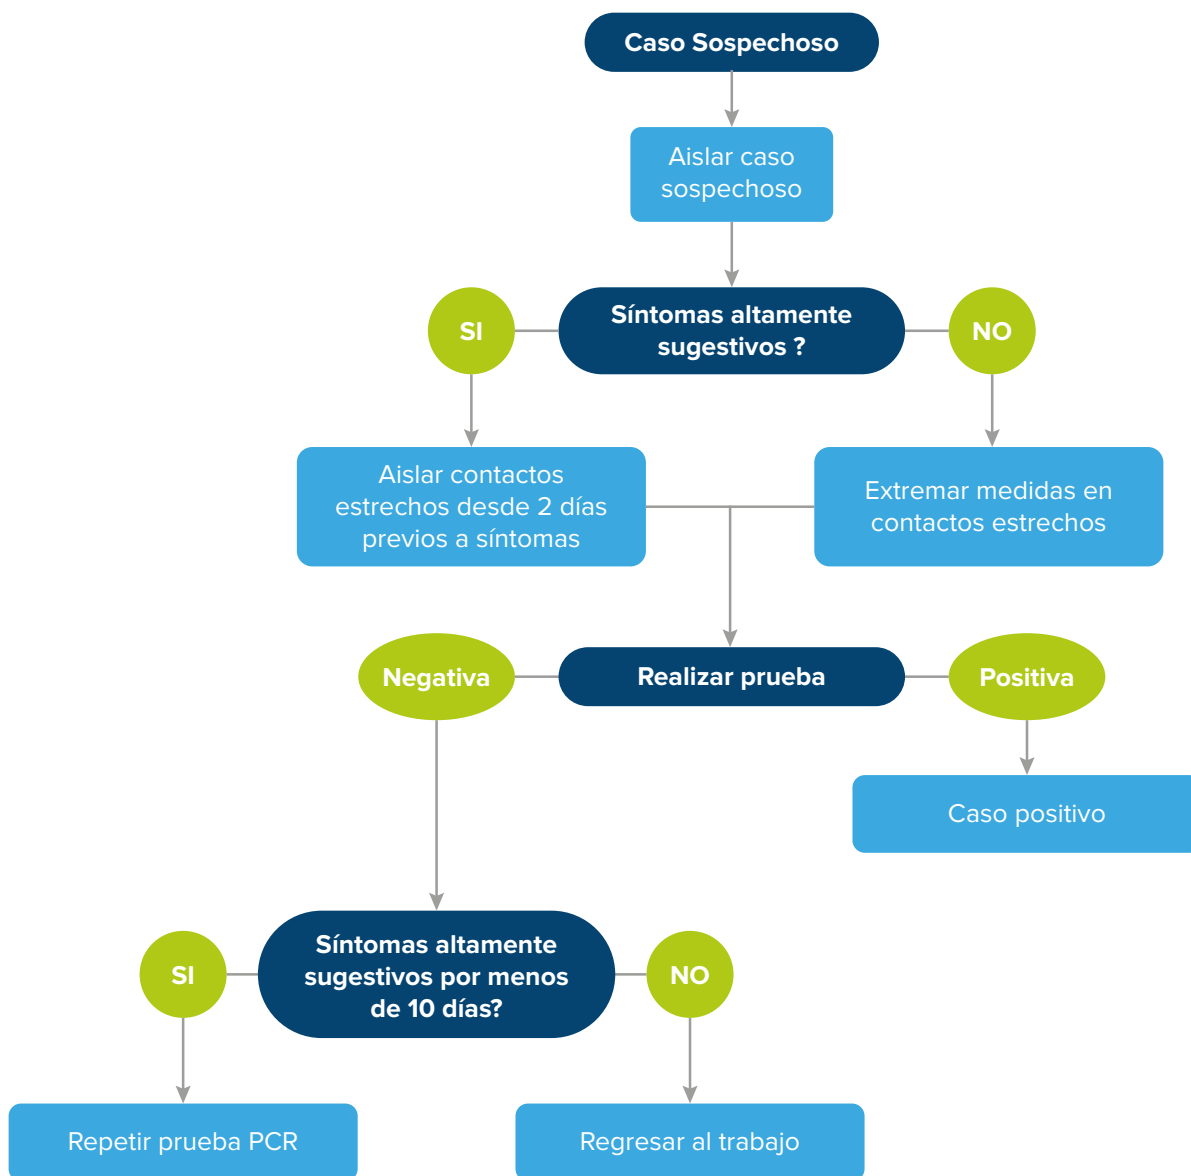 Caso Sospechoso
Aislar caso
sospechoso
SI
Síntomas altamente
sugestivos ?
NO
Aislar contactos
estrechos desde 2 días
previos a síntomas
Extremar medidas en
contactos estrechos
Negativa
Realizar prueba
Positiva
Caso positivo
SI
Síntomas altamente
sugestivos por menos
de 10 días?
NO
Repetir prueba PCR
Regresar al trabajo